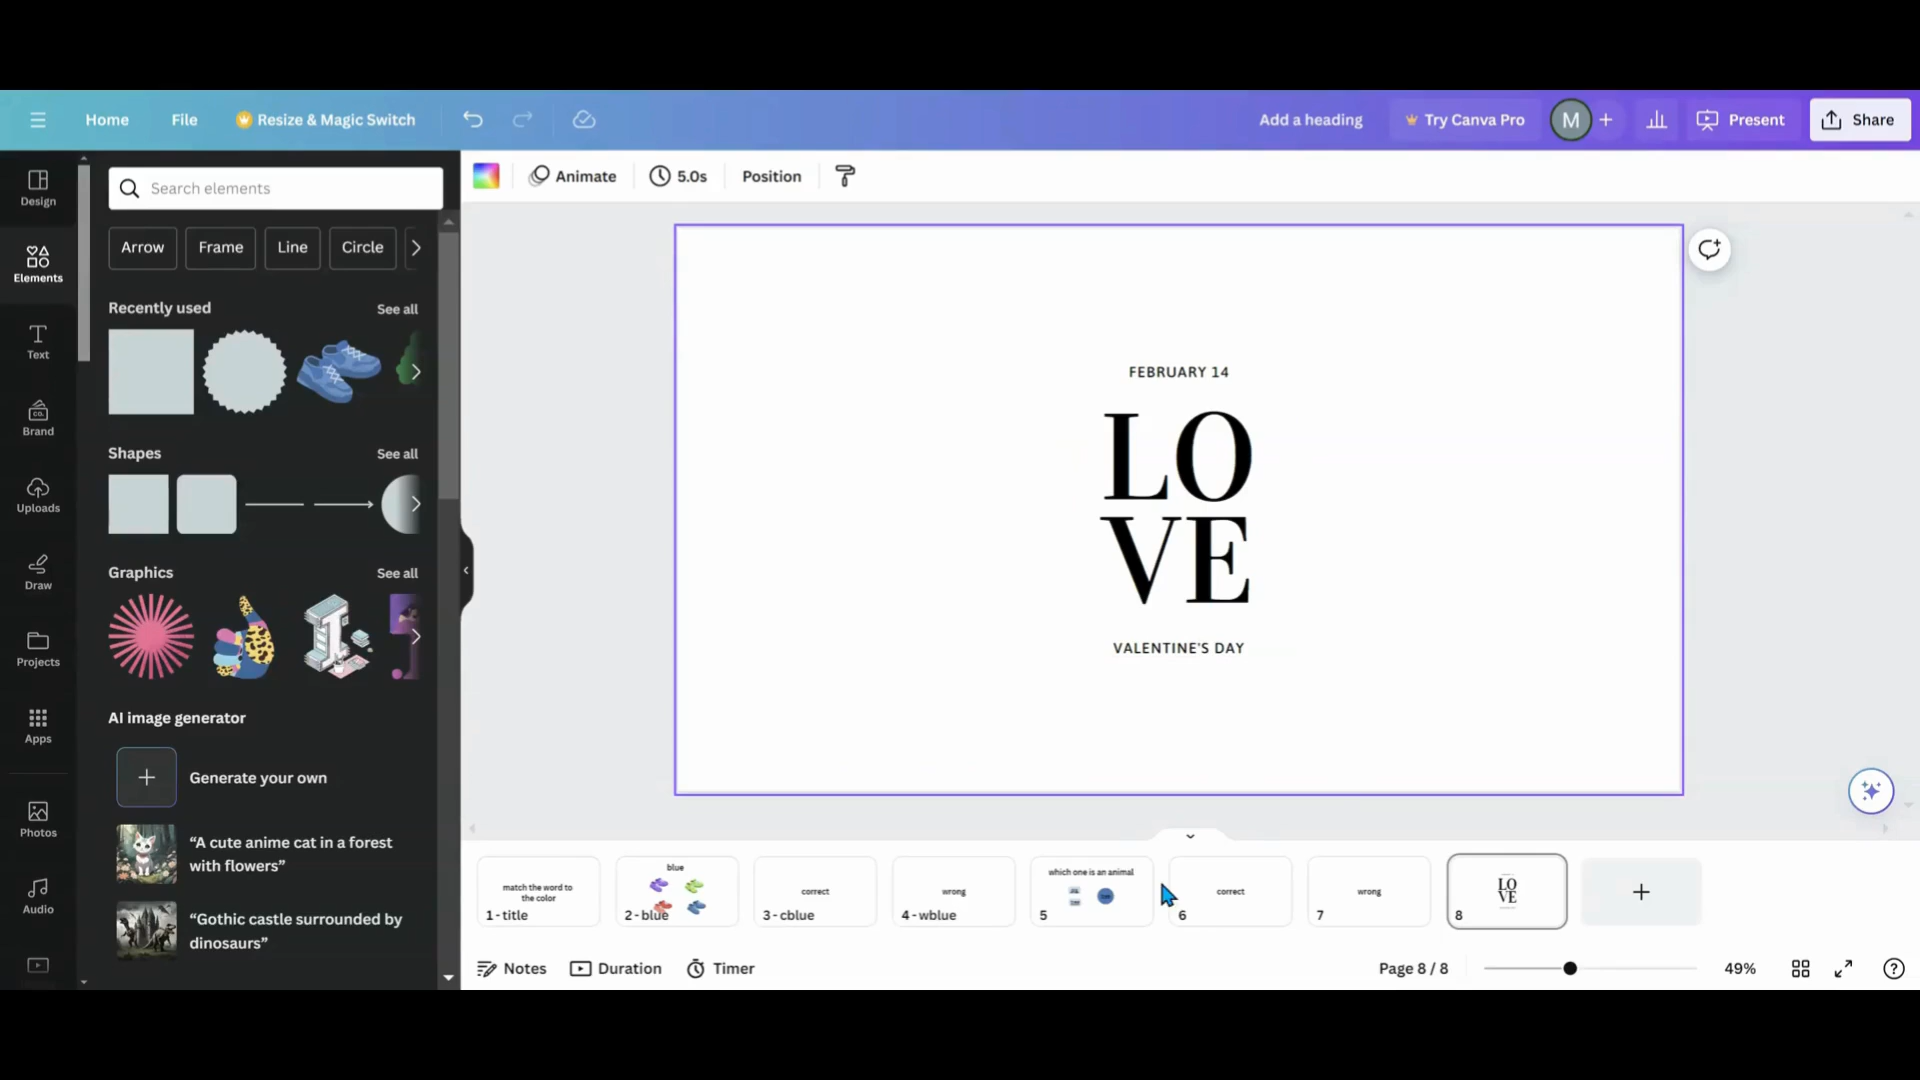 Home
File
Resize & Magic Switch
Add a heading
Try Canva Pro
M
Present
Share
Design
Elements
Text
Brand
CO.
Uploads
Draw
Projects
Apps
Photos
Audio
Search elements
Arrow
Frame
Line
Circle
Recently used
See all
Shapes
See all
Graphics
See all
AI image generator
Generate your own
“A cute anime cat in a forest
with flowers”
“Gothic castle surrounded by
dinosaurs”
Animate
5.0s
Position
FEBRUARY 14
LO
VE
VALENTINE'S DAY
match the word to
the color
1 - title
blue
2 - blue
correct
3 - cblue
wrong
4 - wblue
which one is an animal
5
correct
6
wrong
7
LO
VE
8
Notes
Duration
Timer
Page 8 / 8
49%